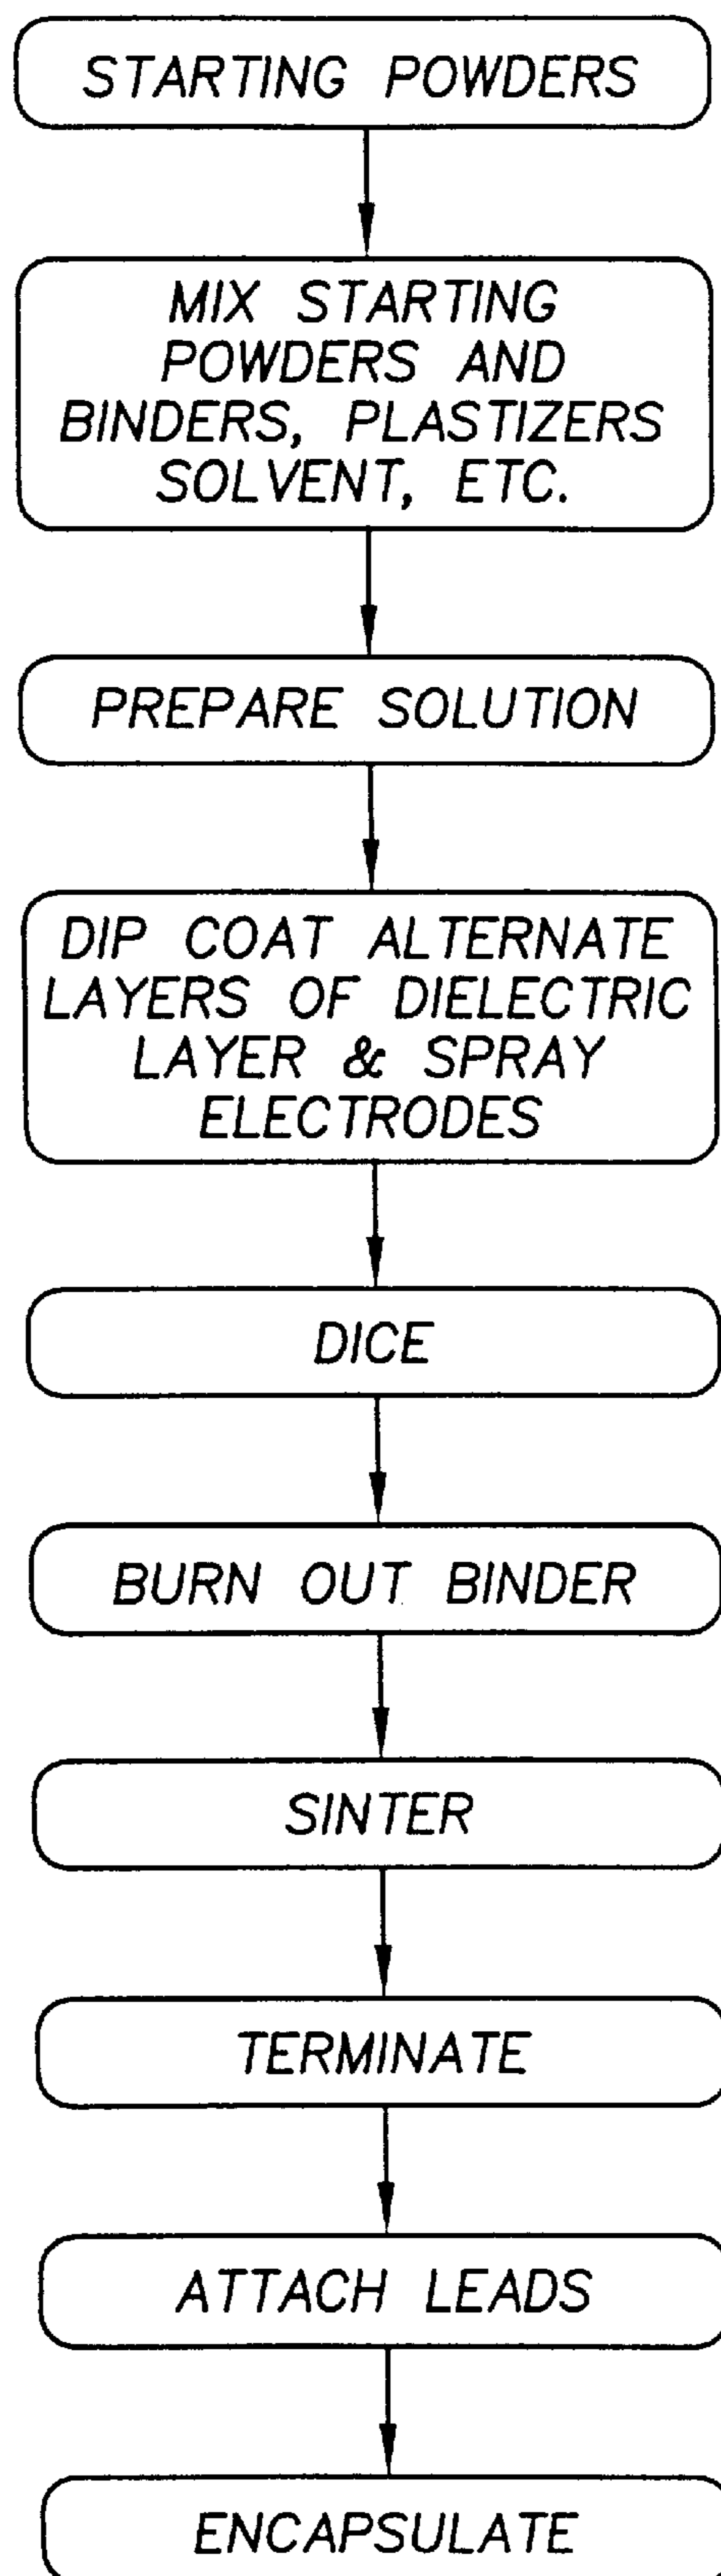 STARTING POWDERS
MIX STARTING
POWDERS AND
BINDERS, PLASTIZERS
SOLVENT, ETC.
PREPARE SOLUTION
DIP COAT ALTERNATE
LAYERS OF DIELECTRIC
LAYER & SPRAY
ELECTRODES
DICE
BURN OUT BINDER
SINTER
TERMINATE
ATTACH LEADS
ENCAPSULATE